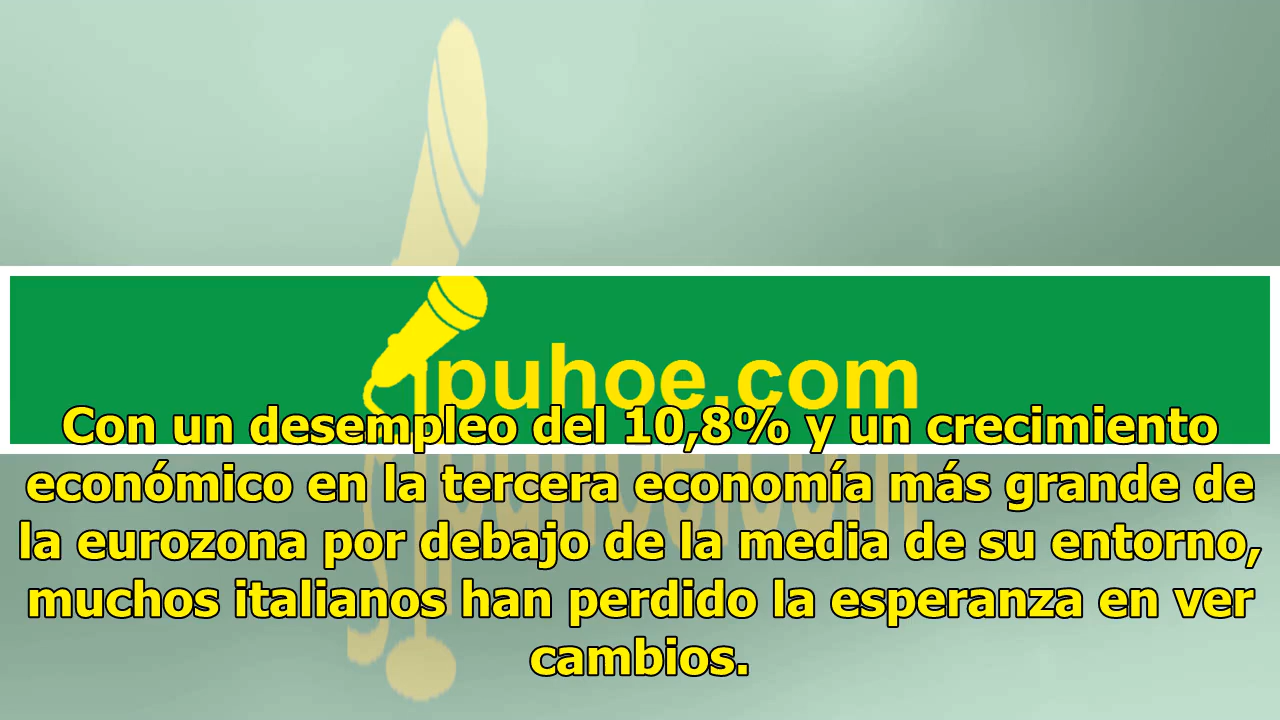 puhoe.com
Con un desempleo del 10,8% y un crecimiento
económico en la tercera economía más grande de
la eurozona por debajo de la media de su entorno,
muchos italianos han perdido la esperanza en ver
cambios.